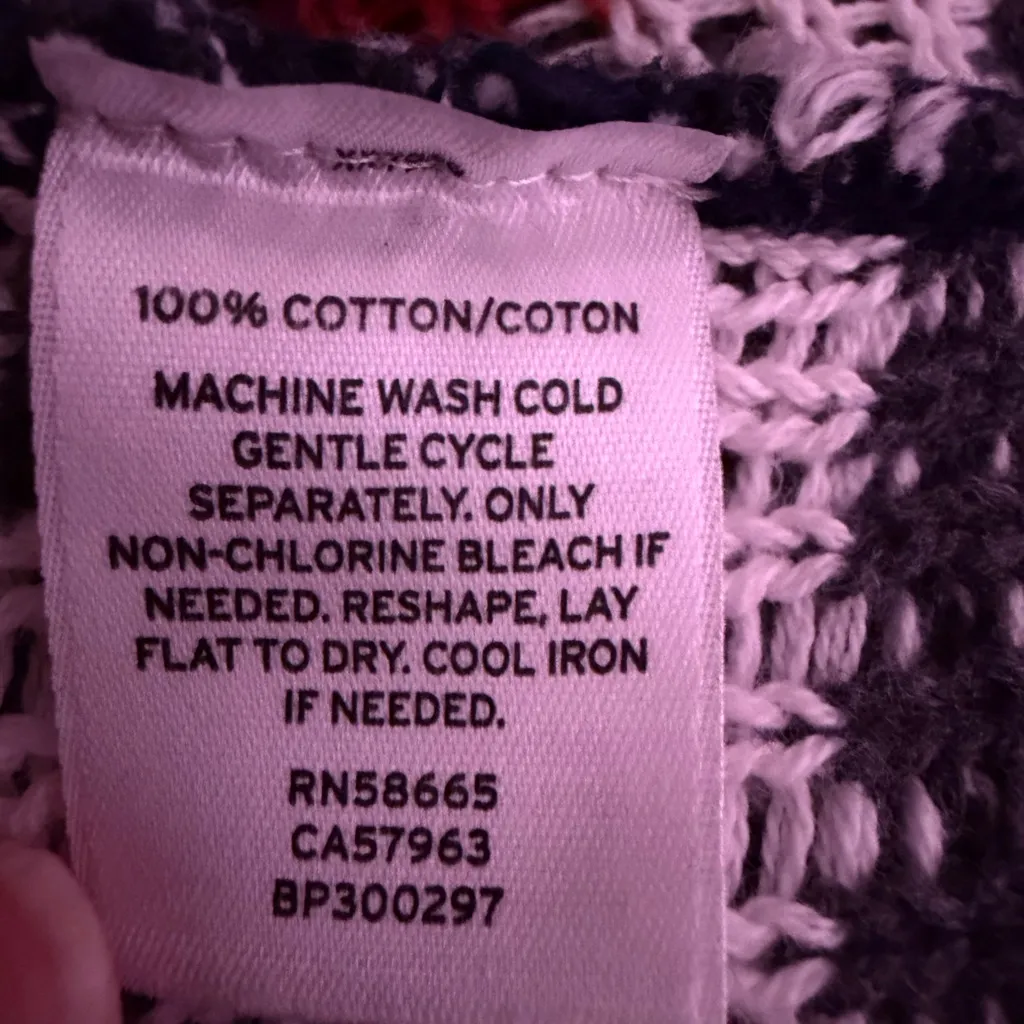 100% COTTON/COTON
MACHINE WASH COLD
GENTLE CYCLE
SEPARATELY. ONLY
NON-CHLORINE BLEACH IF
NEEDED. RESHAPE, LAY
FLAT TO DRY. COOL IRON
IF NEEDED.
RN58665
CA57963
BP300297